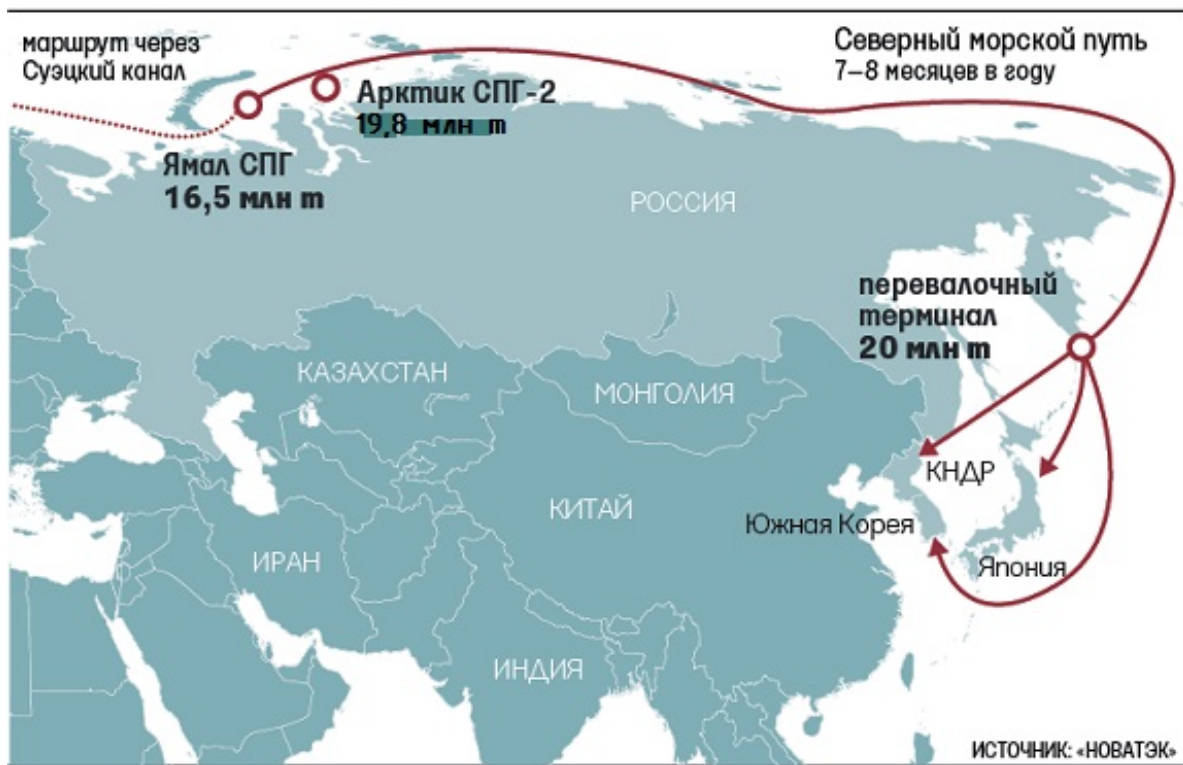 маршрут через
Суэцкий канал
Северный морской путь
7–8 месяцев в году
Арктик СПГ-2
19,8 млн т
Ямал СПГ
16,5 млн т
РОССИЯ
перевалочный
терминал
20 млн т
КАЗАХСТАН
МОНГОЛИЯ
КНДР
КИТАЙ
Южная Корея
ИРАН
Япония
ИНДИЯ
ИСТОЧНИК: «НОВАТЭК»